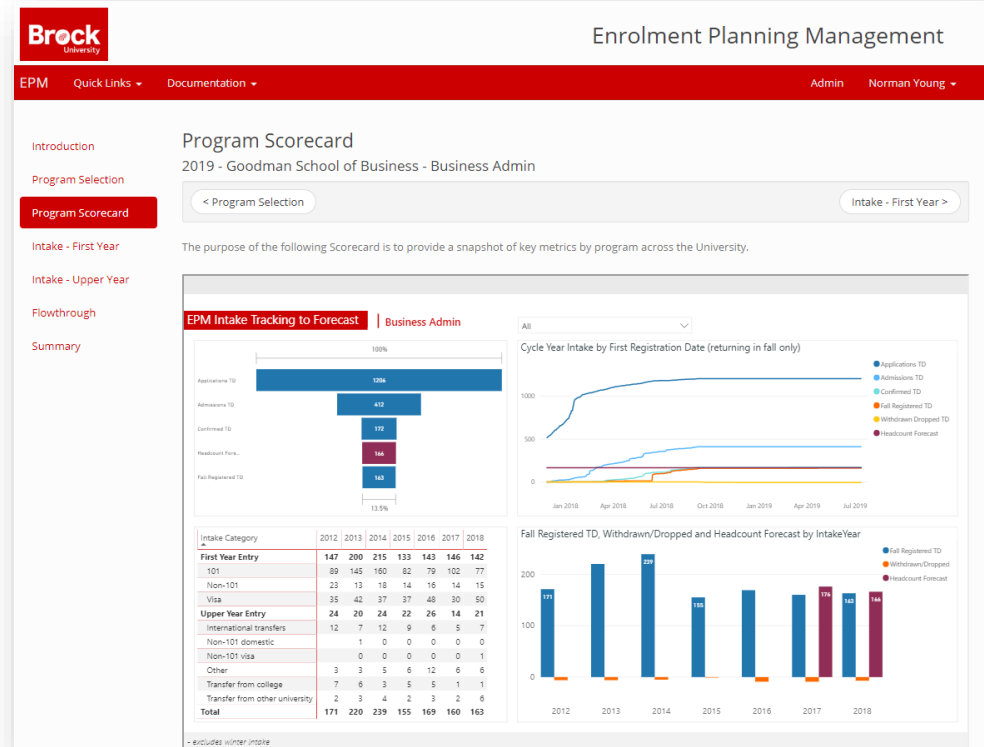 Brock
University
Enrolment Planning Management
EPM Quick Links Documentation Admin Norman Young
Introduction
Program Selection
Program Scorecard
Intake - First Year
Intake - Upper Year
Flowthrough
Summary
Program Scorecard
2019 - Goodman School of Business - Business Admin
< Program Selection Intake - First Year >
The purpose of the following Scorecard is to provide a snapshot of key metrics by program across the University.
EPM Intake Tracking to Forecast Business Admin
All
100%
Applications TD 1206
Admissions TD 412
Confirmed TD 172
Headcount Fore... 166
Fall Registered TD 163
13.5%
Cycle Year Intake by First Registration Date (returning in fall only)
1000
500
0
Jan 2018 Apr 2018 Jul 2018 Oct 2018 Jan 2019 Apr 2019 Jul 2019
Applications TD
Admissions TD
Confirmed TD
Fall Registered TD
Withdrawn Dropped TD
Headcount Forecast
Intake Category 2012 2013 2014 2015 2016 2017 2018
First Year Entry 147 200 215 133 143 146 142
101 89 145 160 82 79 102 77
Non-101 23 13 18 14 16 14 15
Visa 35 42 37 37 48 30 50
Upper Year Entry 24 20 24 22 26 14 21
International transfers 12 7 12 9 6 5 7
Non-101 domestic 1 0 0 0 0 0
Non-101 visa 0 0 0 0 0 1
Other 3 3 5 6 12 6 6
Transfer from college 7 6 3 5 5 1 1
Transfer from other university 2 3 4 2 3 2 6
Total 171 220 239 155 169 160 163
Fall Registered TD, Withdrawn/Dropped and Headcount Forecast by IntakeYear
200
100
0
171 239 155 176 163 166
2012 2013 2014 2015 2016 2017 2018
Fall Registered TD
Withdrawn/Dropped
Headcount Forecast
- excludes winter intake